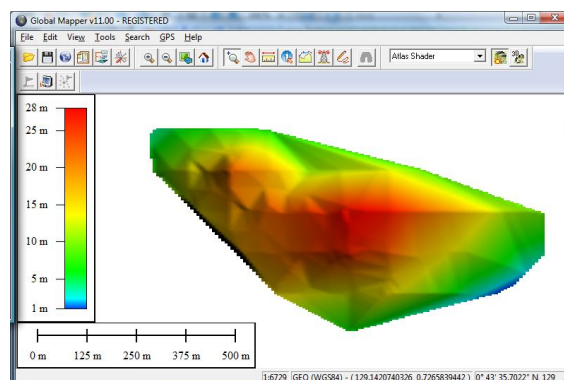 Global Mapper v11.00 - REGISTERED
File Edit View Tools Search GPS Help
Atlas Shader
28 m
25 m
20 m
15 m
10 m
5 m
1 m
0 m 125 m 250 m 375 m 500 m
1:6729 GEO (WGS84) - ( 129.1420740326, 0.7265839442 ) 0° 43' 35.7022" N, 129